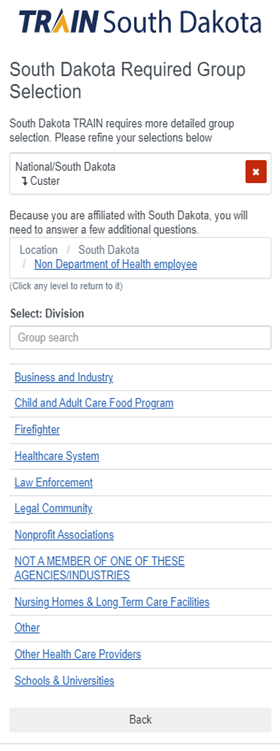 TRAIN South Dakota
South Dakota Required Group
Selection
South Dakota TRAIN requires more detailed group
selection. Please refine your selections below
National/South Dakota
↴ Custer
Because you are affiliated with South Dakota, you will
need to answer a few additional questions.
Location / South Dakota
/ Non Department of Health employee
(Click any level to return to it)
Select: Division
Group search
Business and Industry
Child and Adult Care Food Program
Firefighter
Healthcare System
Law Enforcement
Legal Community
Nonprofit Associations
NOT A MEMBER OF ONE OF THESE
AGENCIES/INDUSTRIES
Nursing Homes & Long Term Care Facilities
Other
Other Health Care Providers
Schools & Universities
Back